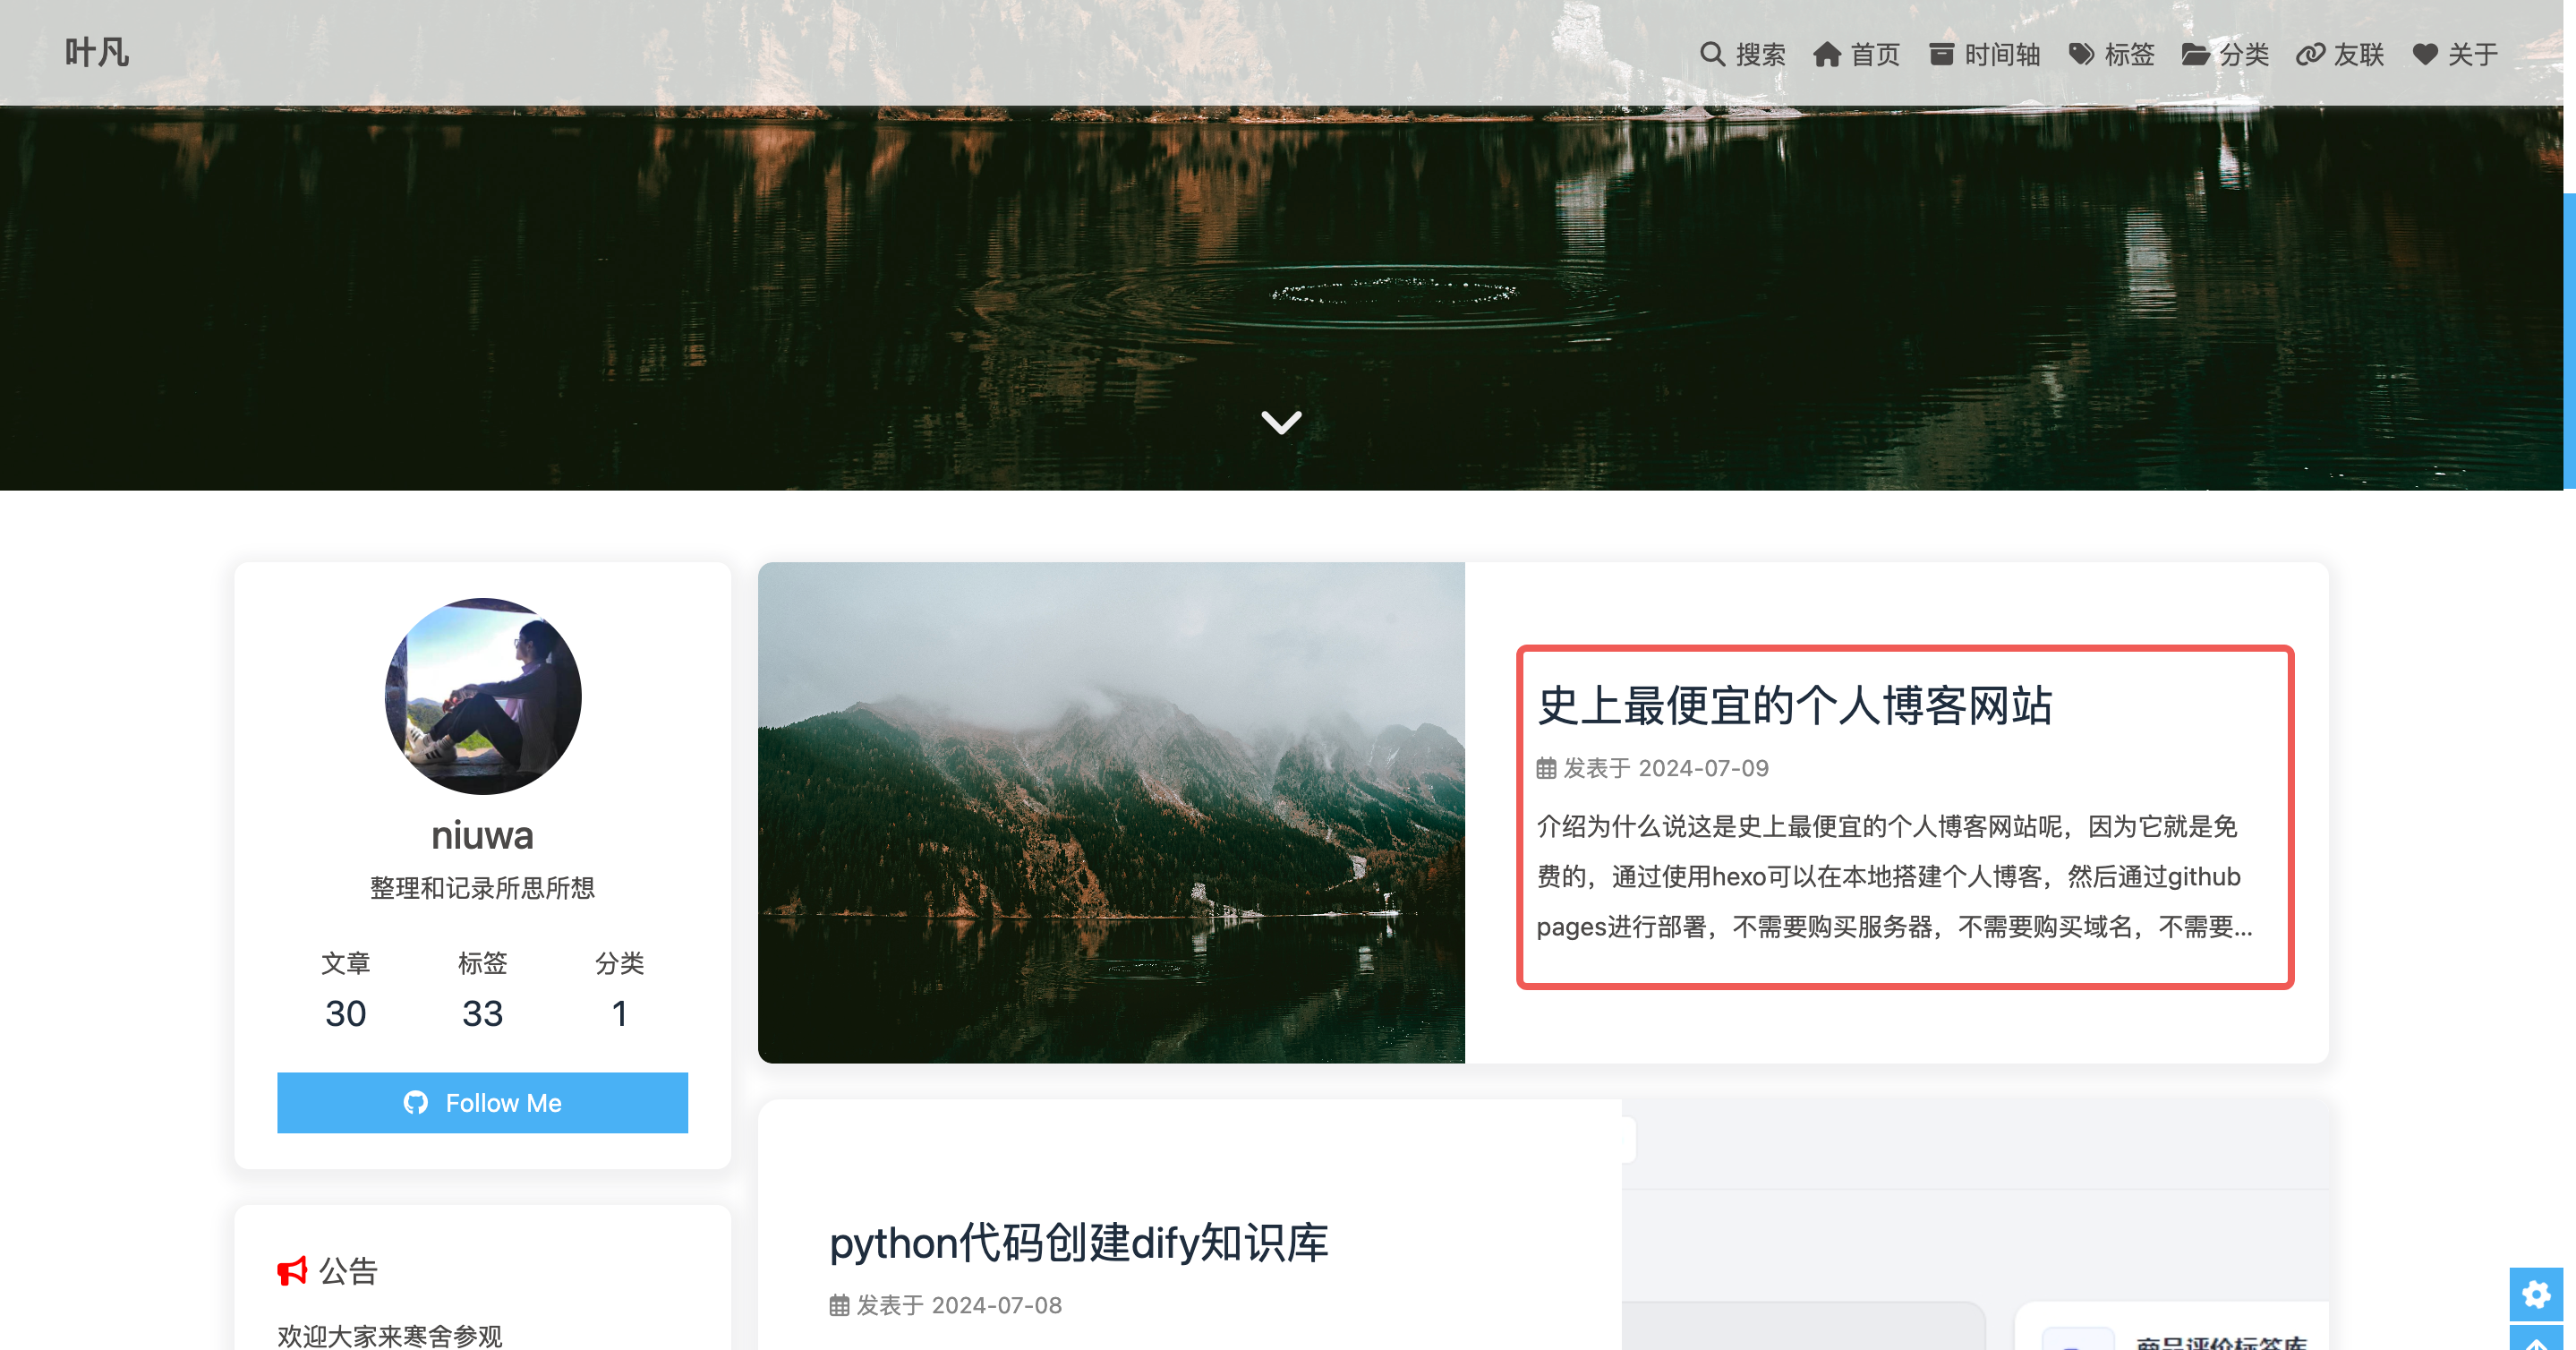 叶凡
搜索 首页 时间轴 标签 分类 友联 关于
niuwa
整理和记录所思所想
文章 标签 分类
30 33 1
Follow Me
公告
欢迎大家来寒舍参观
史上最便宜的个人博客网站
发表于 2024-07-09
介绍为什么说这是史上最便宜的个人博客网站呢，因为它就是免
费的，通过使用hexo可以在本地搭建个人博客，然后通过github
pages进行部署，不需要购买服务器，不需要购买域名，不需要...
python代码创建dify知识库
发表于 2024-07-08
商品评价标签库